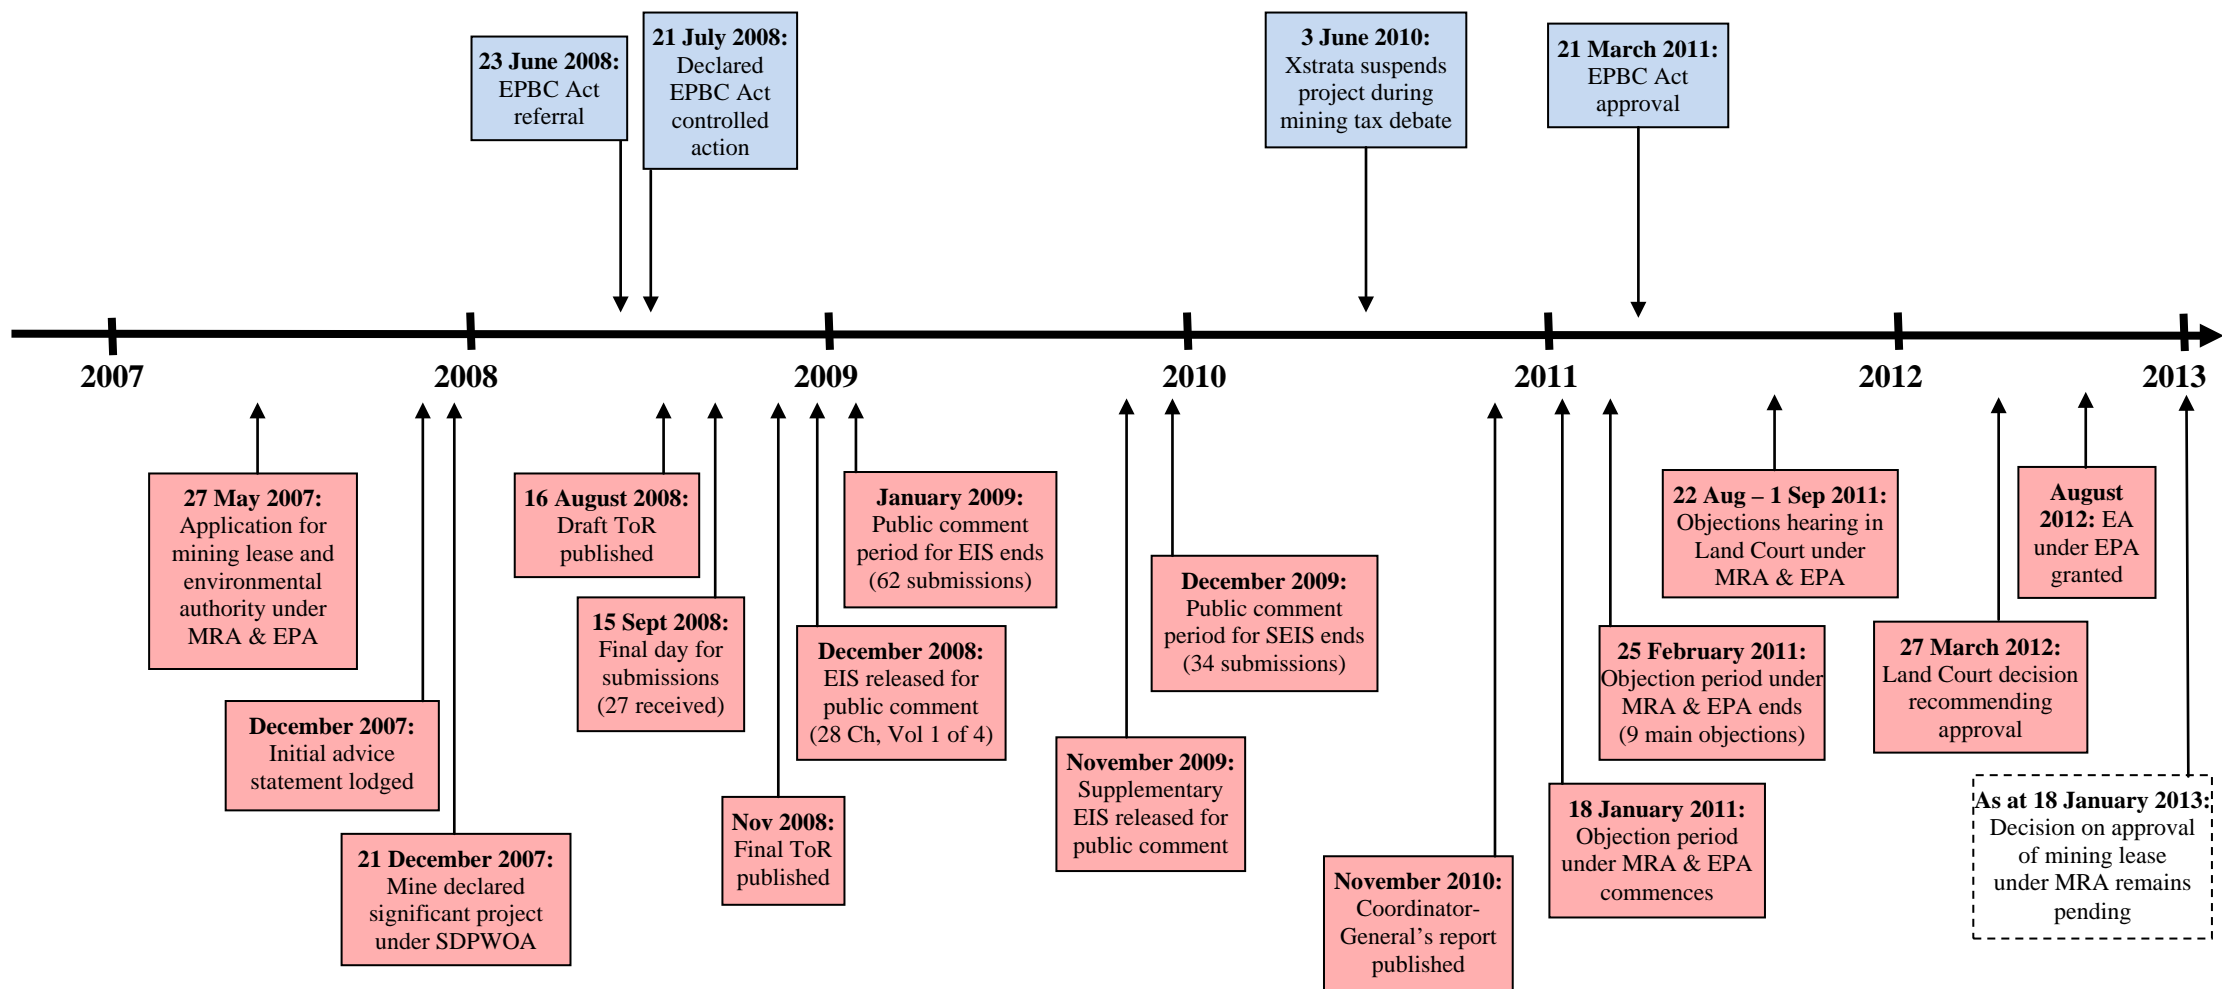 23 June 2008:
EPBC Act
referral
21 July 2008:
Declared
EPBC Act
controlled
action
3 June 2010:
Xstrata suspends
project during
mining tax debate
21 March 2011:
EPBC Act
approval
2007
2008
2009
2010
2011
2012
2013
27 May 2007:
Application for
mining lease and
environmental
authority under
MRA & EPA
December 2007:
Initial advice
statement lodged
21 December 2007:
Mine declared
significant project
under SDPWOA
16 August 2008:
Draft ToR
published
15 Sept 2008:
Final day for
submissions
(27 received)
Nov 2008:
Final ToR
published
December 2008:
EIS released for
public comment
(28 Ch, Vol 1 of 4)
January 2009:
Public comment
period for EIS ends
(62 submissions)
November 2009:
Supplementary
EIS released for
public comment
December 2009:
Public comment
period for SEIS ends
(34 submissions)
November 2010:
Coordinator-
General’s report
published
18 January 2011:
Objection period
under MRA & EPA
commences
25 February 2011:
Objection period under
MRA & EPA ends
(9 main objections)
22 Aug – 1 Sep 2011:
Objections hearing in
Land Court under
MRA & EPA
27 March 2012:
Land Court decision
recommending
approval
August
2012: EA
under EPA
granted
As at 18 January 2013:
Decision on approval
of mining lease
under MRA remains
pending